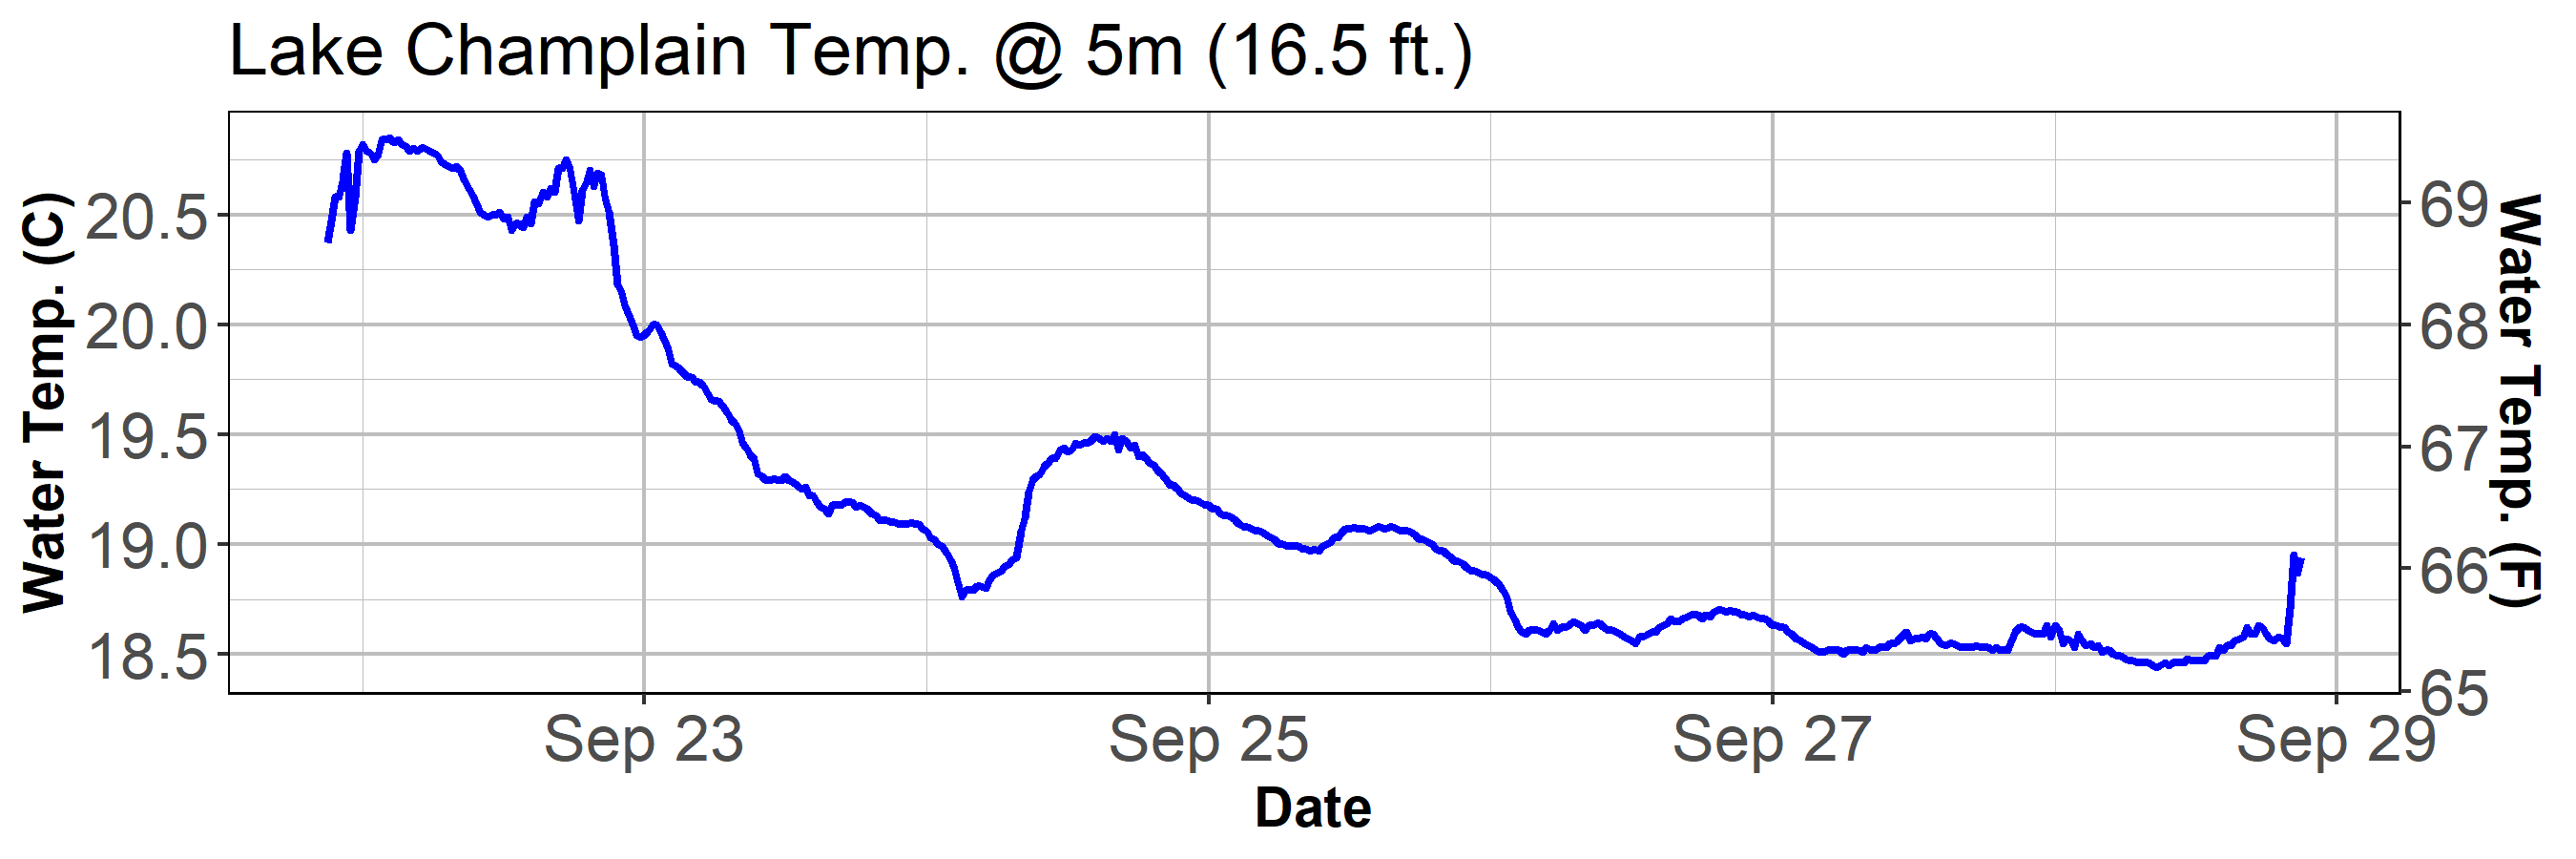 Lake Champlain Temp. @ 5m (16.5 ft.)
Water Temp. (C)
20.5
20.0
19.5
19.0
18.5
69
68
67
66
65
Water Temp. (F)
Sep 23 Sep 25 Sep 27 Sep 29
Date